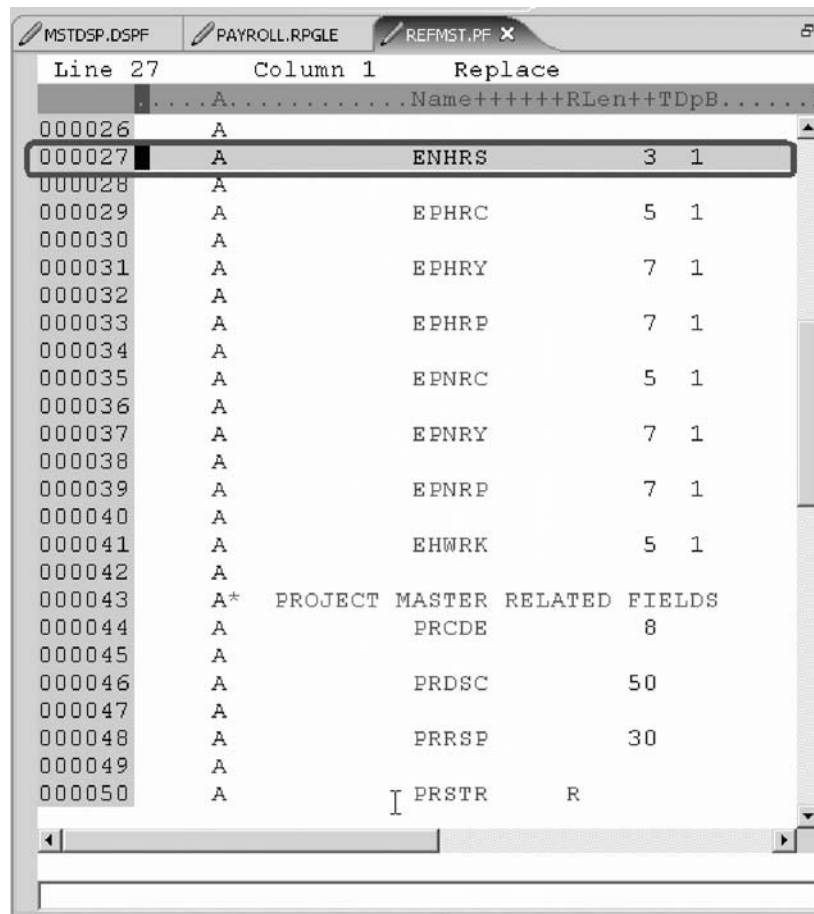 MSTDSP.DSPF PAYROLL.RPGLE REFMST.PF
Line 27 Column 1 Replace
.....A.............Name++++++RLen++TDpB......
000026 A
000027 A ENHRS 3 1
000028 A
000029 A EPHRC 5 1
000030 A
000031 A EPHRY 7 1
000032 A
000033 A EPHRP 7 1
000034 A
000035 A EPNRC 5 1
000036 A
000037 A EPNRY 7 1
000038 A
000039 A EPNRP 7 1
000040 A
000041 A EHWRK 5 1
000042 A
000043 A* PROJECT MASTER RELATED FIELDS
000044 A PRCDE 8
000045 A
000046 A PRDSC 50
000047 A
000048 A PRRSP 30
000049 A
000050 A PRSTR R